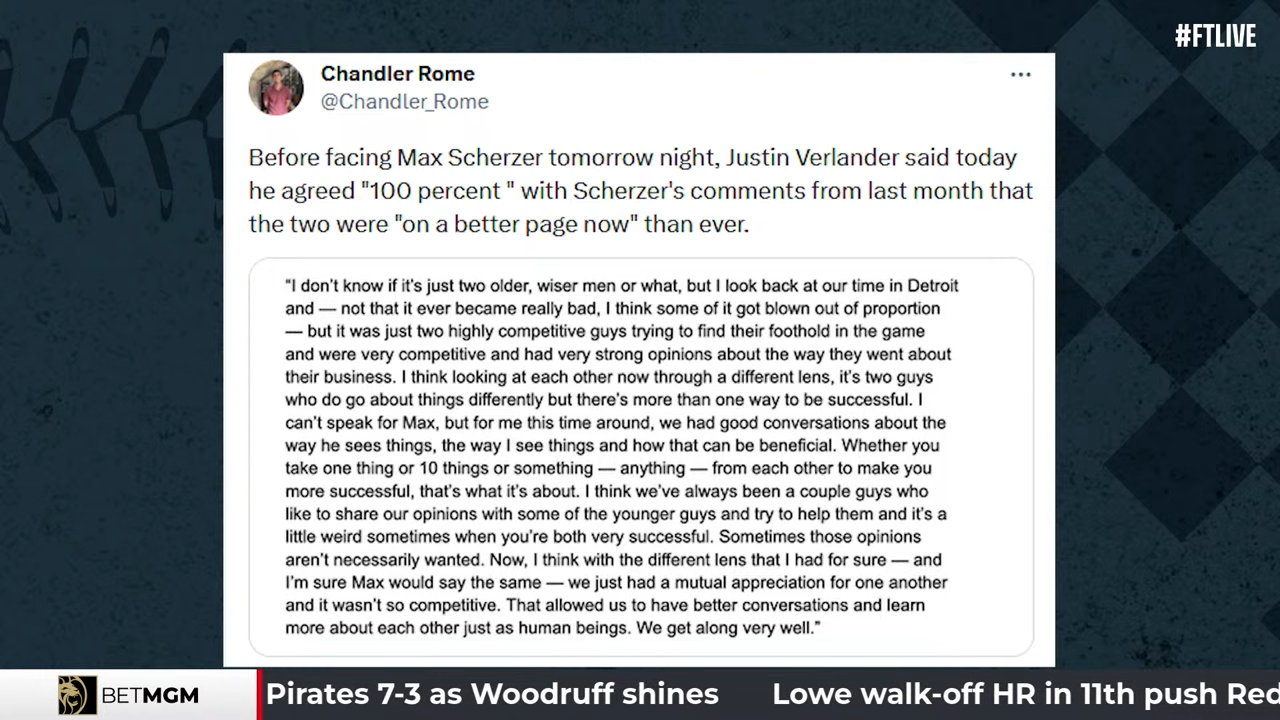 #FTLIVE
Chandler Rome
@Chandler_Rome
Before facing Max Scherzer tomorrow night, Justin Verlander said today
he agreed "100 percent " with Scherzer's comments from last month that
the two were "on a better page now" than ever.
“I don’t know if it’s just two older, wiser men or what, but I look back at our time in Detroit
and — not that it ever became really bad, I think some of it got blown out of proportion
— but it was just two highly competitive guys trying to find their foothold in the game
and were very competitive and had very strong opinions about the way they went about
their business. I think looking at each other now through a different lens, it’s two guys
who do go about things differently but there’s more than one way to be successful. I
can’t speak for Max, but for me this time around, we had good conversations about the
way he sees things, the way I see things and how that can be beneficial. Whether you
take one thing or 10 things or something — anything — from each other to make you
more successful, that’s what it’s about. I think we’ve always been a couple guys who
like to share our opinions with some of the younger guys and try to help them and it’s a
little weird sometimes when you’re both very successful. Sometimes those opinions
aren’t necessarily wanted. Now, I think with the different lens that I had for sure — and
I’m sure Max would say the same — we just had a mutual appreciation for one another
and it wasn’t so competitive. That allowed us to have better conversations and learn
more about each other just as human beings. We get along very well.”
BETMGM
Pirates 7-3 as Woodruff shines Lowe walk-off HR in 11th push Red